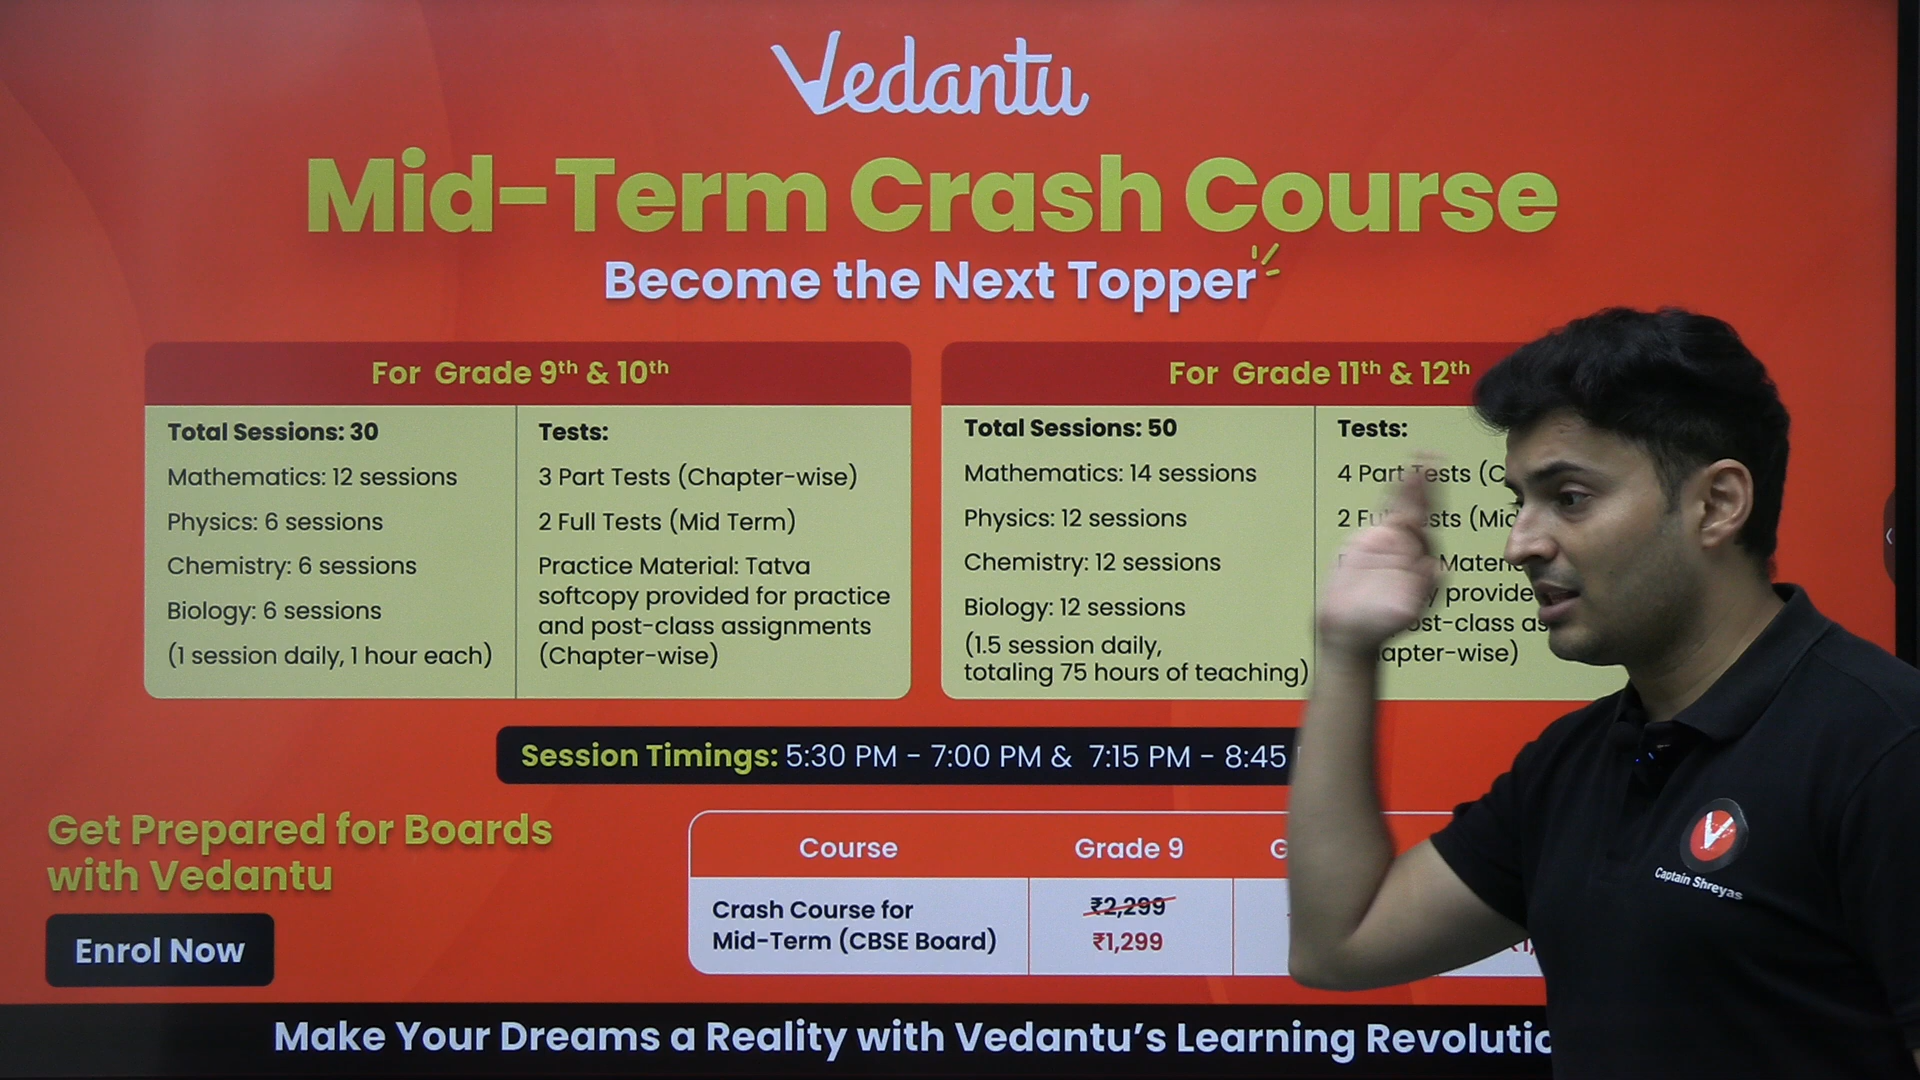 Vedantu
Mid-Term Crash Course
Become the Next Topper
For Grade 9th & 10th
Total Sessions: 30
Mathematics: 12 sessions
Physics: 6 sessions
Chemistry: 6 sessions
Biology: 6 sessions
(1 session daily, 1 hour each)
Tests:
3 Part Tests (Chapter-wise)
2 Full Tests (Mid Term)
Practice Material: Tatva
softcopy provided for practice
and post-class assignments
(Chapter-wise)
For Grade 11th & 12th
Total Sessions: 50
Mathematics: 14 sessions
Physics: 12 sessions
Chemistry: 12 sessions
Biology: 12 sessions
(1.5 session daily,
totaling 75 hours of teaching)
Tests:
4 Part Tests
2 Tests
Session Timings: 5:30 PM - 7:00 PM & 7:15 PM - 8:45
Get Prepared for Boards
with Vedantu
Enrol Now
Course
Grade 9
Crash Course for
Mid-Term (CBSE Board)
₹2,299
₹1,299
Make Your Dreams a Reality with Vedantu's Learning
V
Captain Shreyas